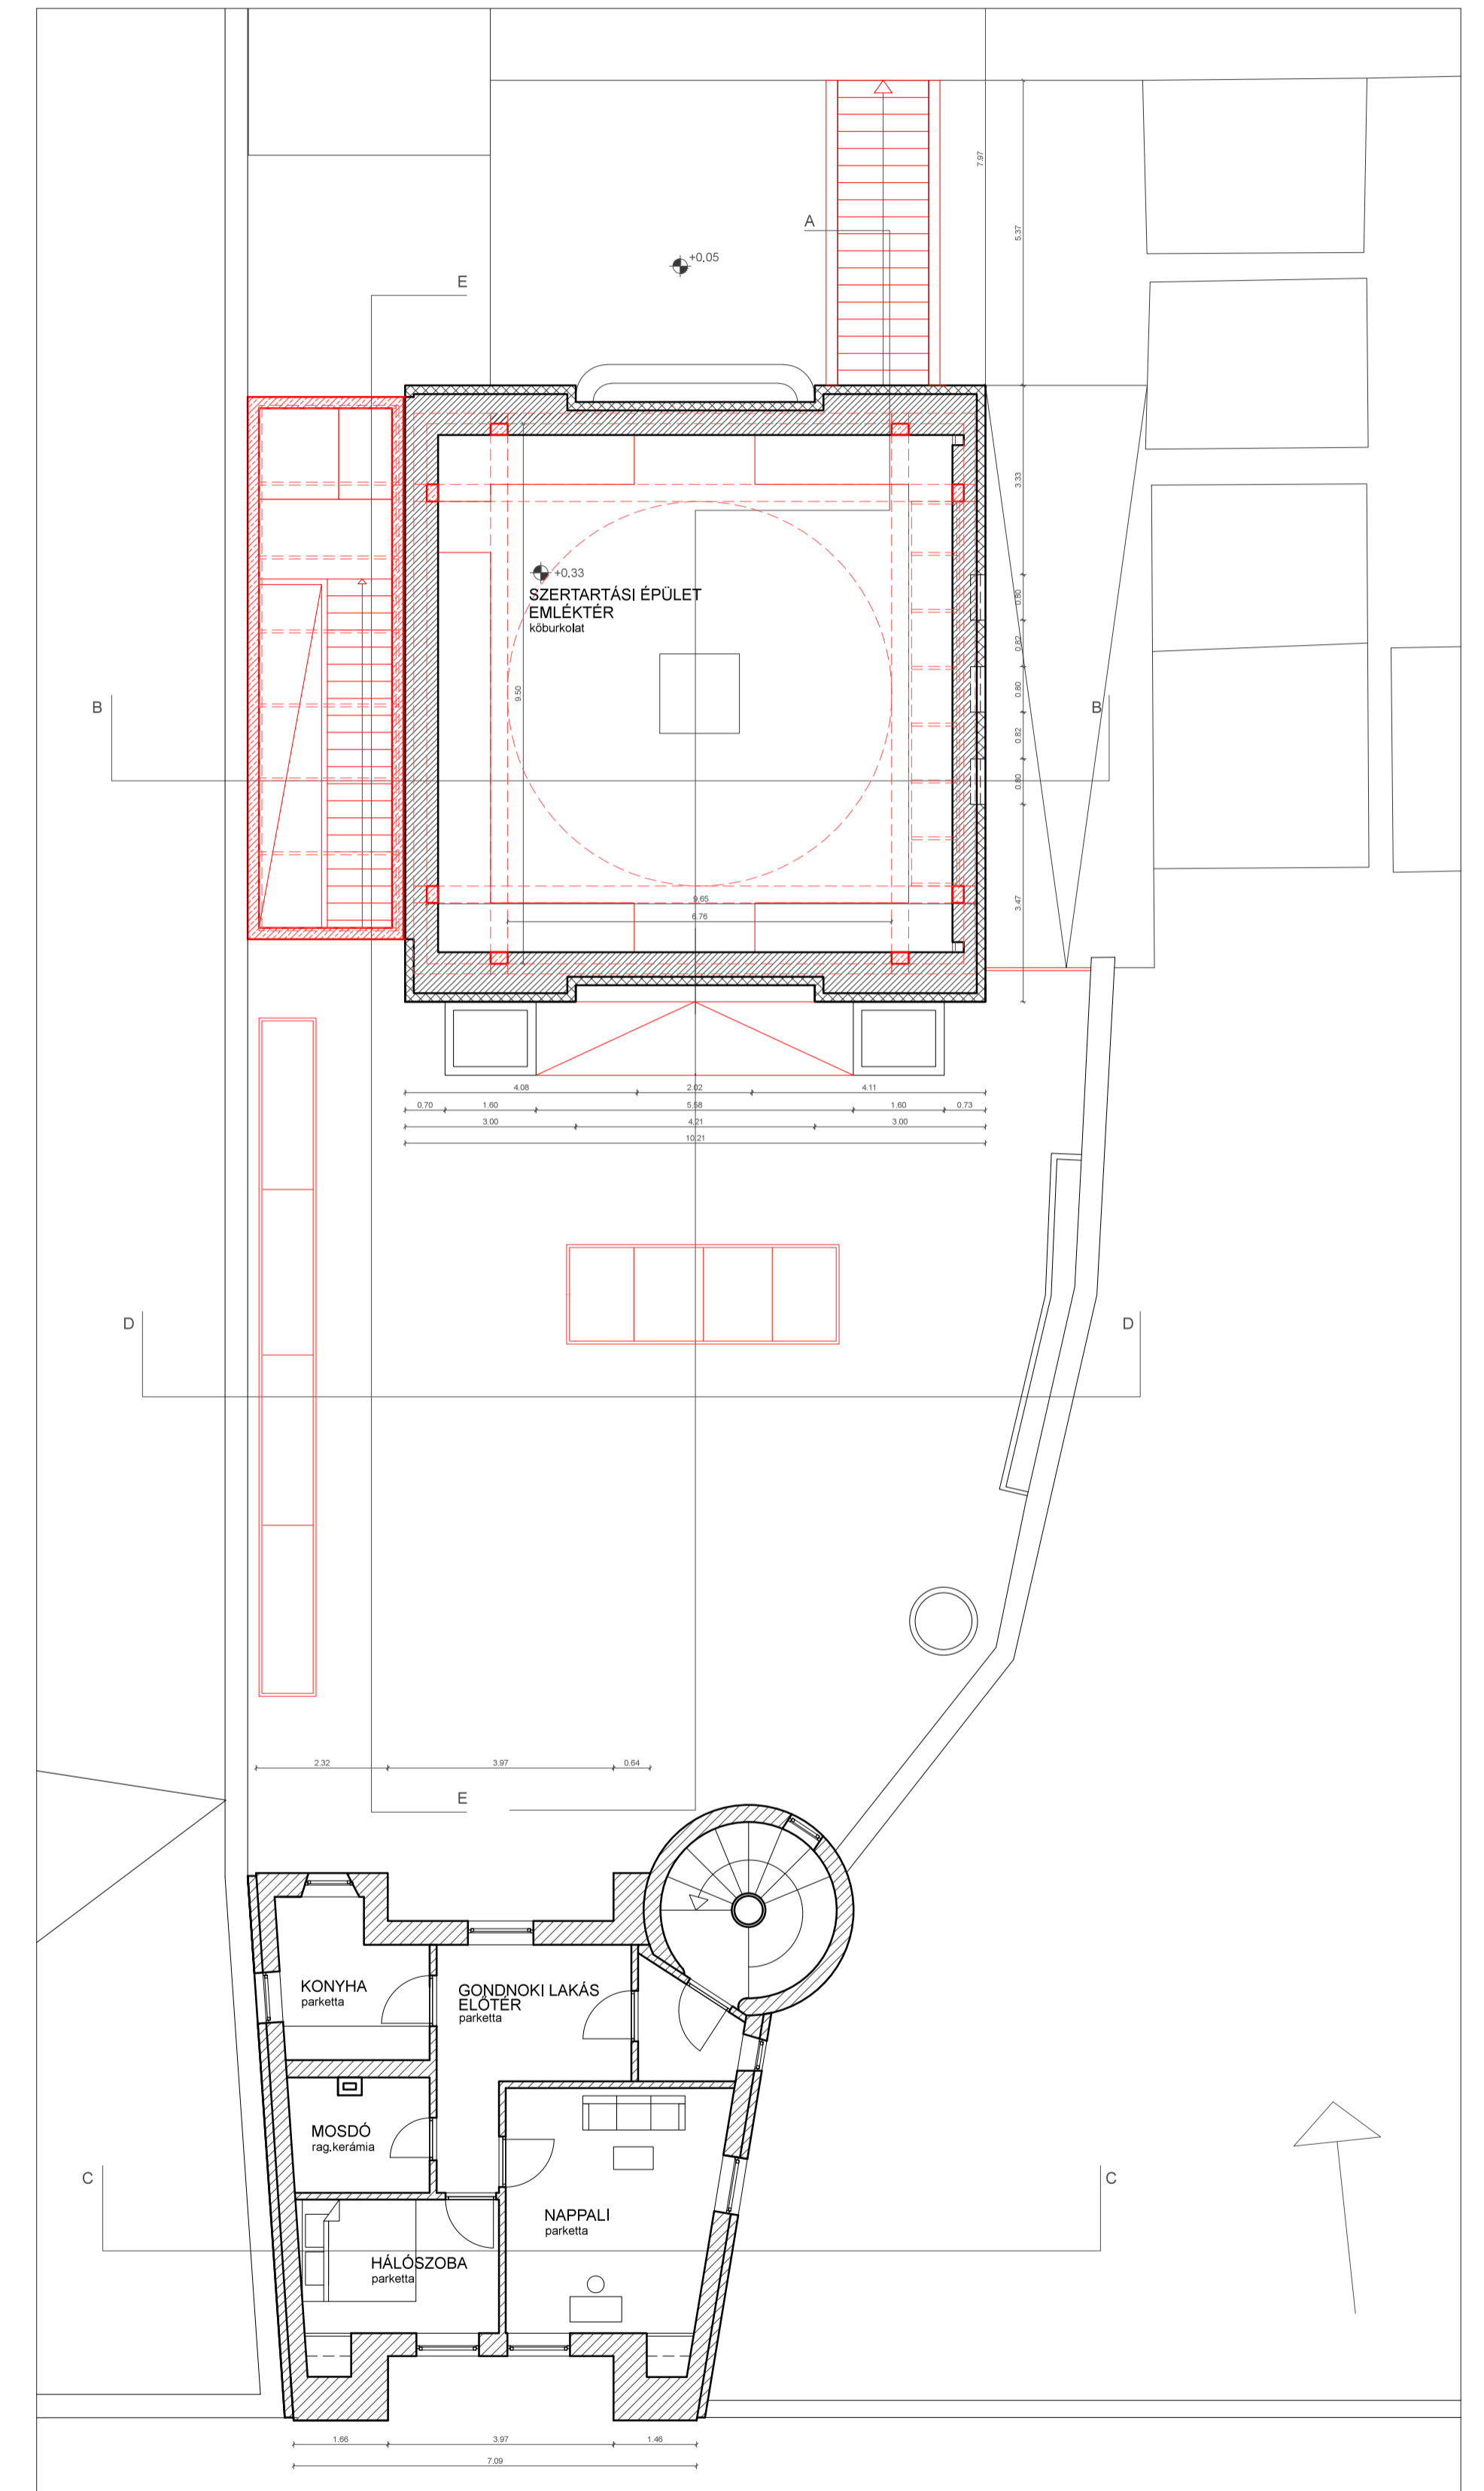 7.97
A
5.37
+0.05
E
3.33
+0.33
SZERTARTÁSI ÉPÜLET
EMLÉKTÉR
kőburkolat
0.80
0.82
9.50
0.80
B
B
0.82
0.80
9.65
3.47
6.76
4.08 2.02 4.11
0.70 1.60 5.58 1.60 0.73
3.00 4.21 3.00
10.21
D
D
2.32 3.97 0.64
E
KONYHA
parketta
GONDNOKI LAKÁS
ELŐTÉR
parketta
MOSDÓ
rag.kerámia
C
C
NAPPALI
parketta
HÁLÓSZOBA
parketta
1.66 3.97 1.46
7.09